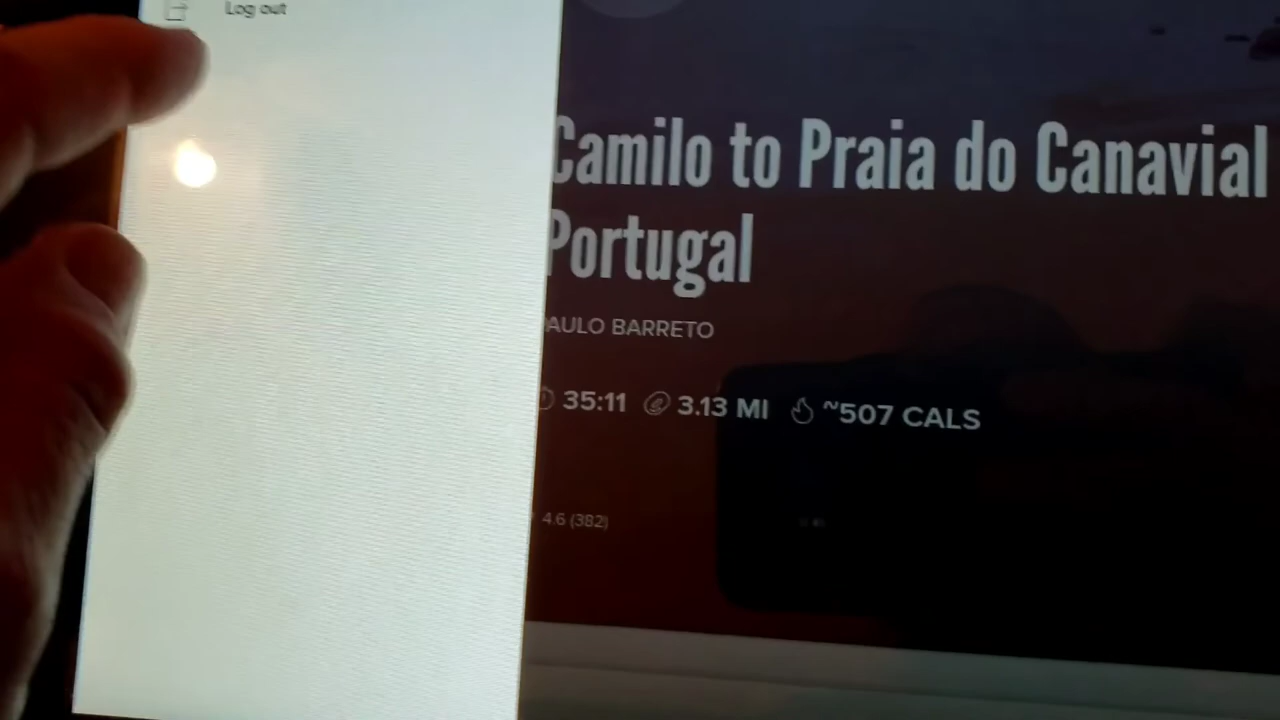 Log out
Camilo to Praia do Canavial
Portugal
AULO BARRETO
35:11 3.13 MI ~507 CALS
4.6 (382)